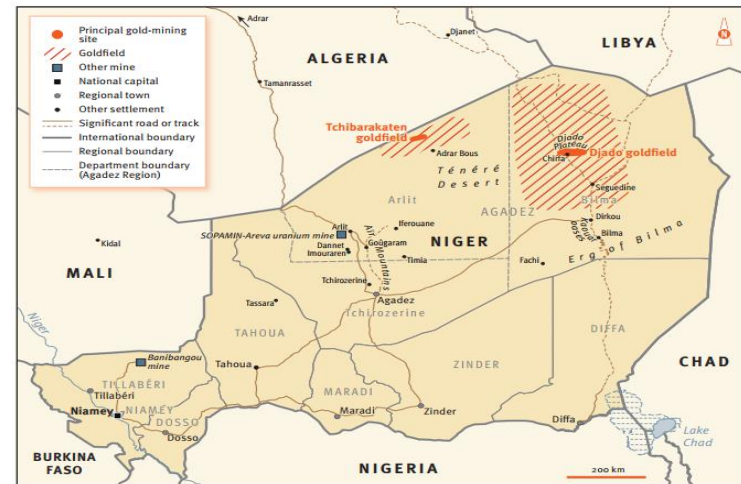 Principal gold-mining
site
Goldfield
Other mine
National capital
Regional town
Other settlement
Significant road or track
International boundary
Regional boundary
Department boundary
(Agadez Region)
Adrar
Djanet
N
ALGERIA
LIBYA
Tamanrasset
Tchibarakaten
goldfield
Adrar Bous
Djado
Plateau
Chirfa
Djado goldfield
Ténéré
Desert
Seguedine
Arlit
AGADEZ
Bilma
Dirkou
Kidal
SOPAMIN-Areva uranium mine
Arlit
Iferouane
Goûgaram
NIGER
Kaouar
oases
Bilma
Erg of Bilma
Dannet
Imouraren
Aïr Mountains
Timia
Fachi
MALI
Tchirozerine
Agadez
Tchirozerine
Tassara
TAHOUA
DIFFA
Niger
Banibangou
mine
CHAD
TILLABÉRI
Tillabéri
Tahoua
ZINDER
MARADI
Niamey
NIAMEY
DOSSO
Dosso
Maradi
Zinder
Diffa
Lake
Chad
BURKINA
FASO
NIGERIA
200 km